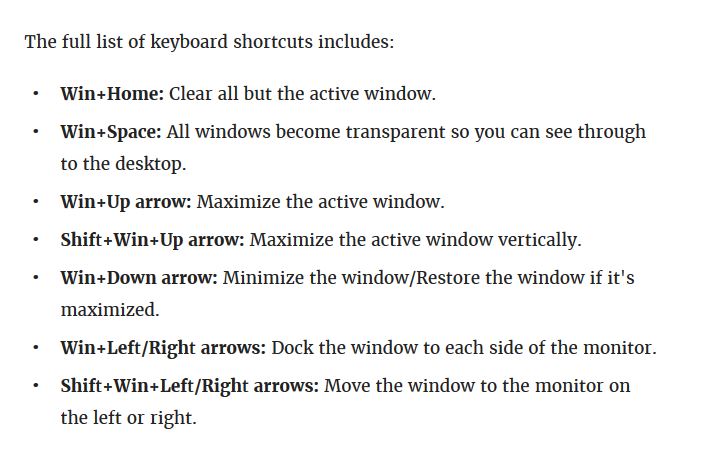 The full list of keyboard shortcuts includes:
• Win+Home: Clear all but the active window.
• Win+Space: All windows become transparent so you can see through
to the desktop.
• Win+Up arrow: Maximize the active window.
• Shift+Win+Up arrow: Maximize the active window vertically.
• Win+Down arrow: Minimize the window/Restore the window if it's
maximized.
• Win+Left/Right arrows: Dock the window to each side of the monitor.
• Shift+Win+Left/Right arrows: Move the window to the monitor on
the left or right.